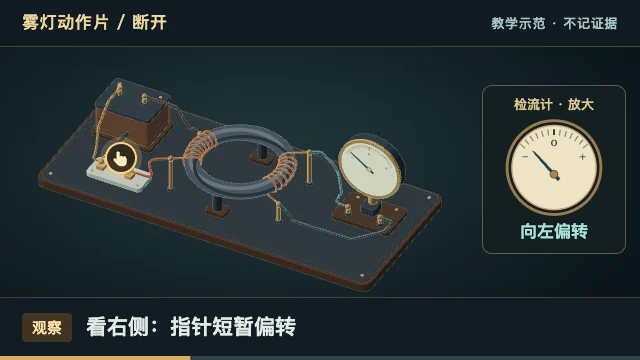 雾灯动作片 / 断开
教学示范 · 不记证据
检流计 · 放大
0
− +
向左偏转
观察
看右侧：指针短暂偏转